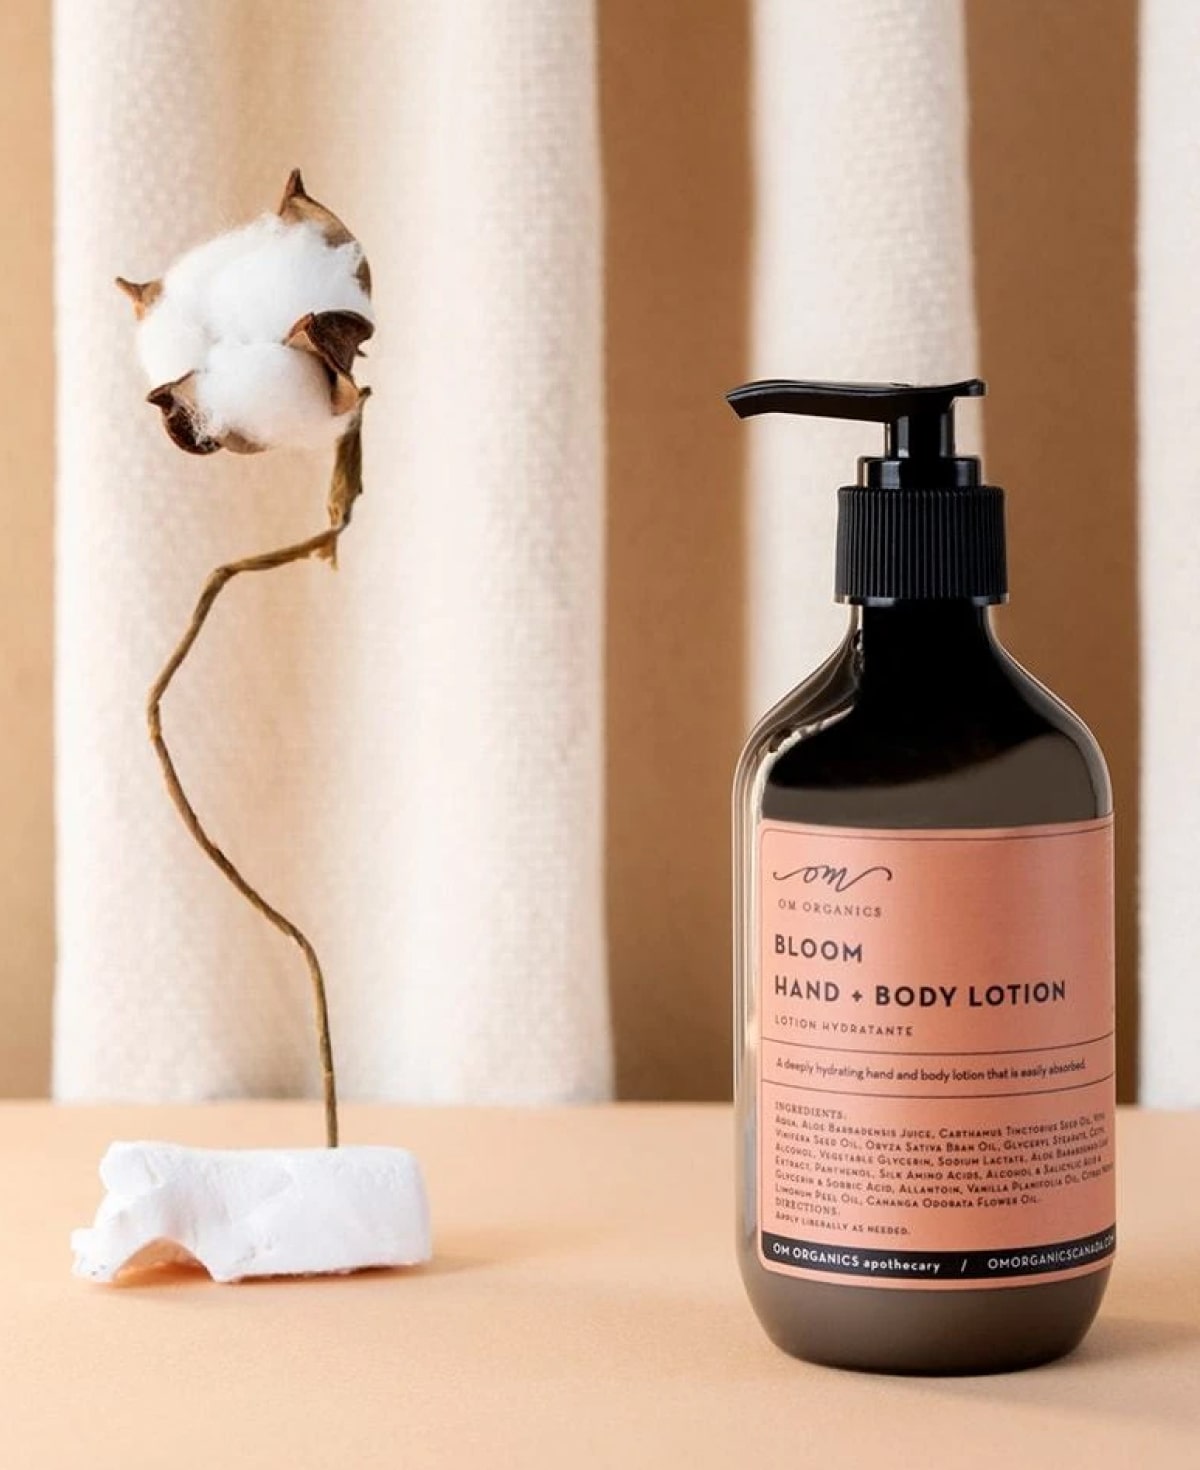 om
OM ORGANICS
BLOOM
HAND + BODY LOTION
LOTION HYDRATANTE
A deeply hydrating hand and body lotion that is easily absorbed.
INGREDIENTS:
AQUA, ALOE BARBADENSIS JUICE, CARTHAMUS TINCTORIUS SEED OIL, VITIS
VINIFERA SEED OIL, ORYZA SATIVA BRAN OIL, GLYCERYL STEARATE, CETYL
ALCOHOL, VEGETABLE GLYCERIN, SODIUM LACTATE, ALOE BARBADENSIS LEAF
EXTRACT, PANTHENOL, SILK AMINO ACIDS, ALCOHOL & SALICYLIC ACID &
GLYCERIN & SORBIC ACID, ALLANTOIN, VANILLA PLANIFOLIA OIL, CITRUS
LIMONUM PEEL OIL, CANANGA ODORATA FLOWER OIL.
DIRECTIONS:
APPLY LIBERALLY AS NEEDED.
OM ORGANICS apothecary / OMORGANICSCANADA.COM